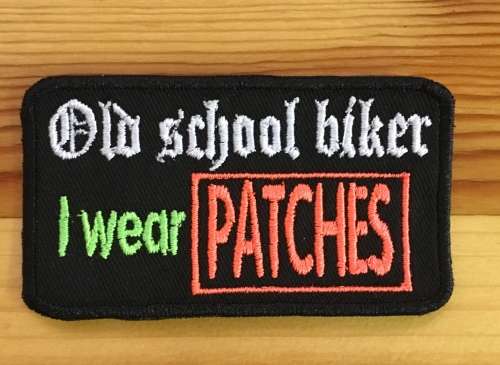 Old school biker
I wear PATCHES